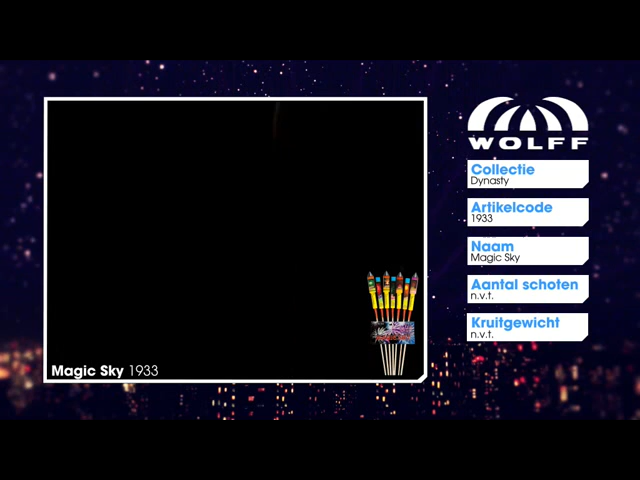 WOLFF
Collectie
Dynasty
Artikelcode
1933
Naam
Magic Sky
Aantal schoten
n.v.t.
Kruitgewicht
n.v.t.
Magic Sky 1933